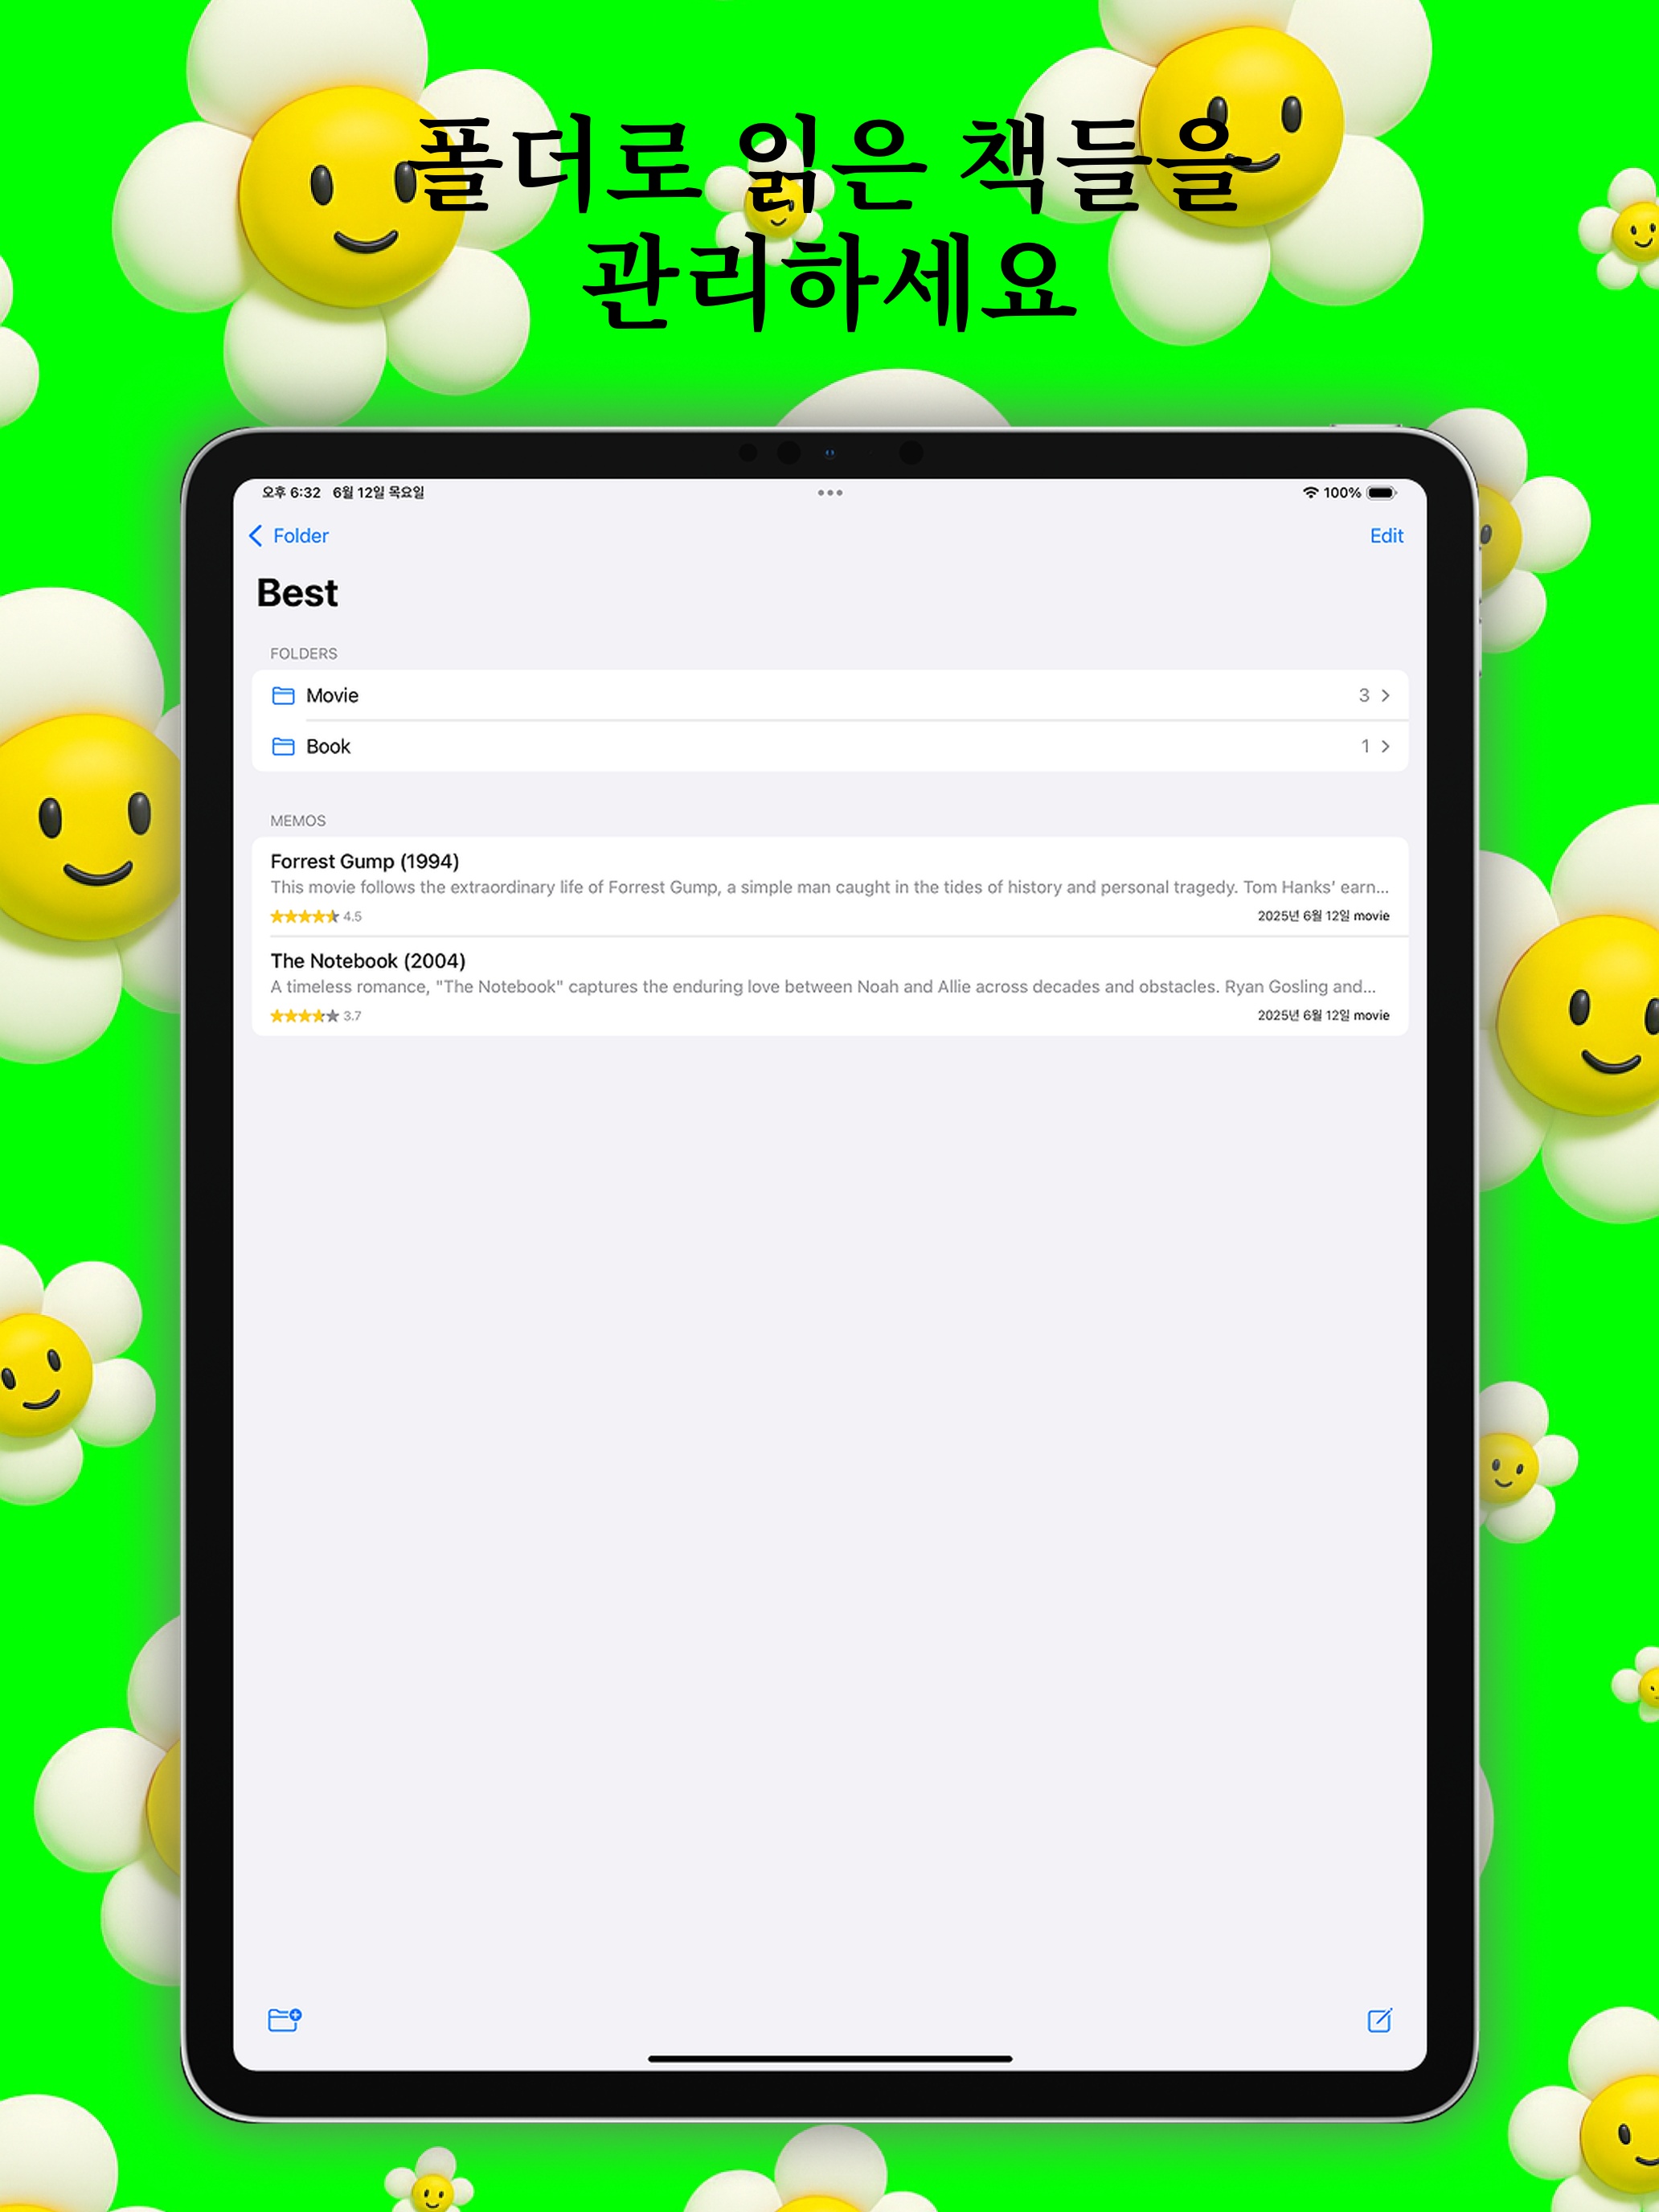 폴더로 읽은 책들을
관리하세요
오후 6:32 6월 12일 목요일
100%
Folder
Edit
Best
FOLDERS
Movie 3
Book 1
MEMOS
Forrest Gump (1994)
This movie follows the extraordinary life of Forrest Gump, a simple man caught in the tides of history and personal tragedy. Tom Hanks' earn...
4.5 2025년 6월 12일 movie
The Notebook (2004)
A timeless romance, "The Notebook" captures the enduring love between Noah and Allie across decades and obstacles. Ryan Gosling and...
3.7 2025년 6월 12일 movie